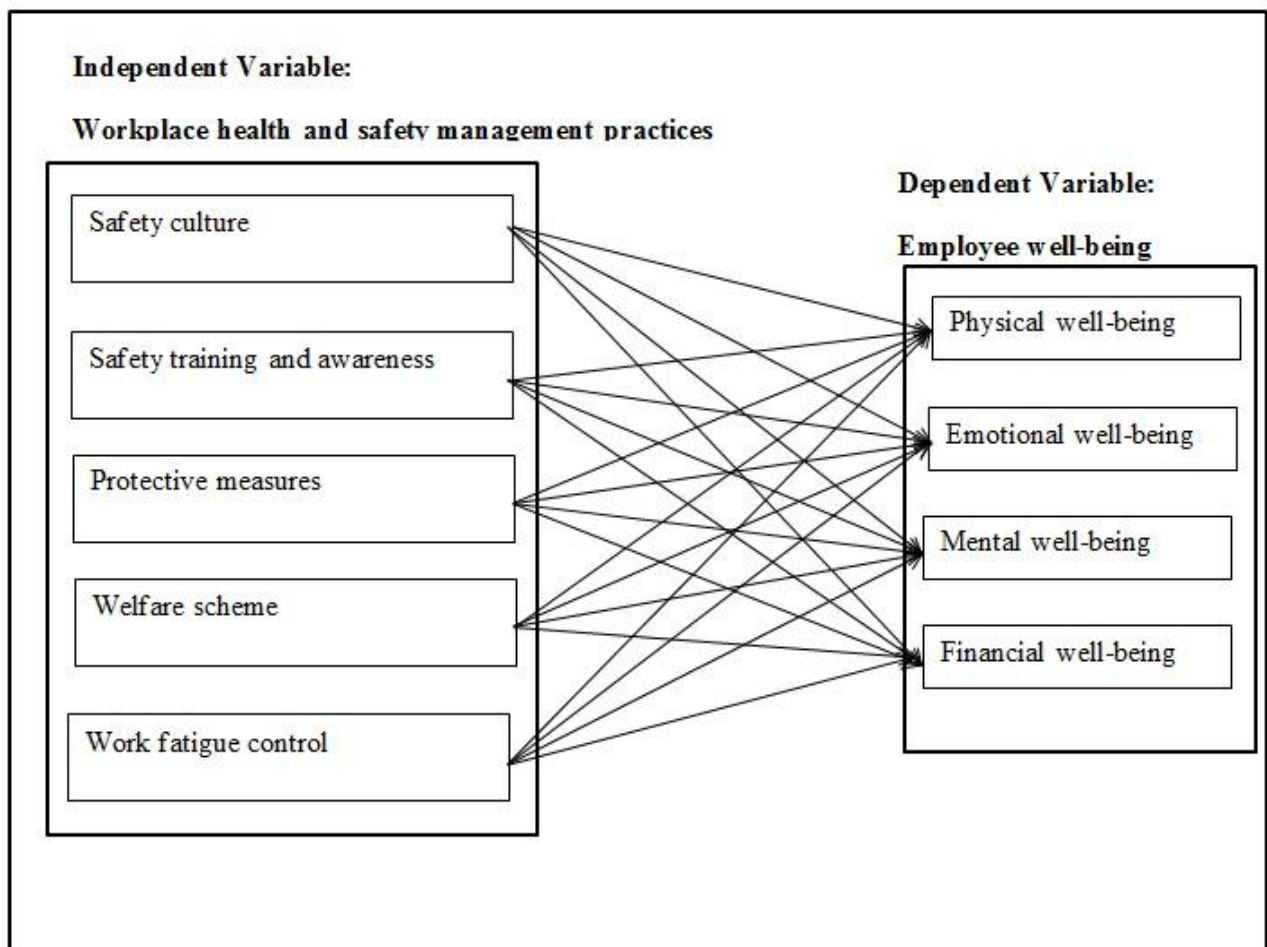 Independent Variable:
Workplace health and safety management practices
Safety culture
Safety training and awareness
Protective measures
Welfare scheme
Work fatigue control
Dependent Variable:
Employee well-being
Physical well-being
Emotional well-being
Mental well-being
Financial well-being